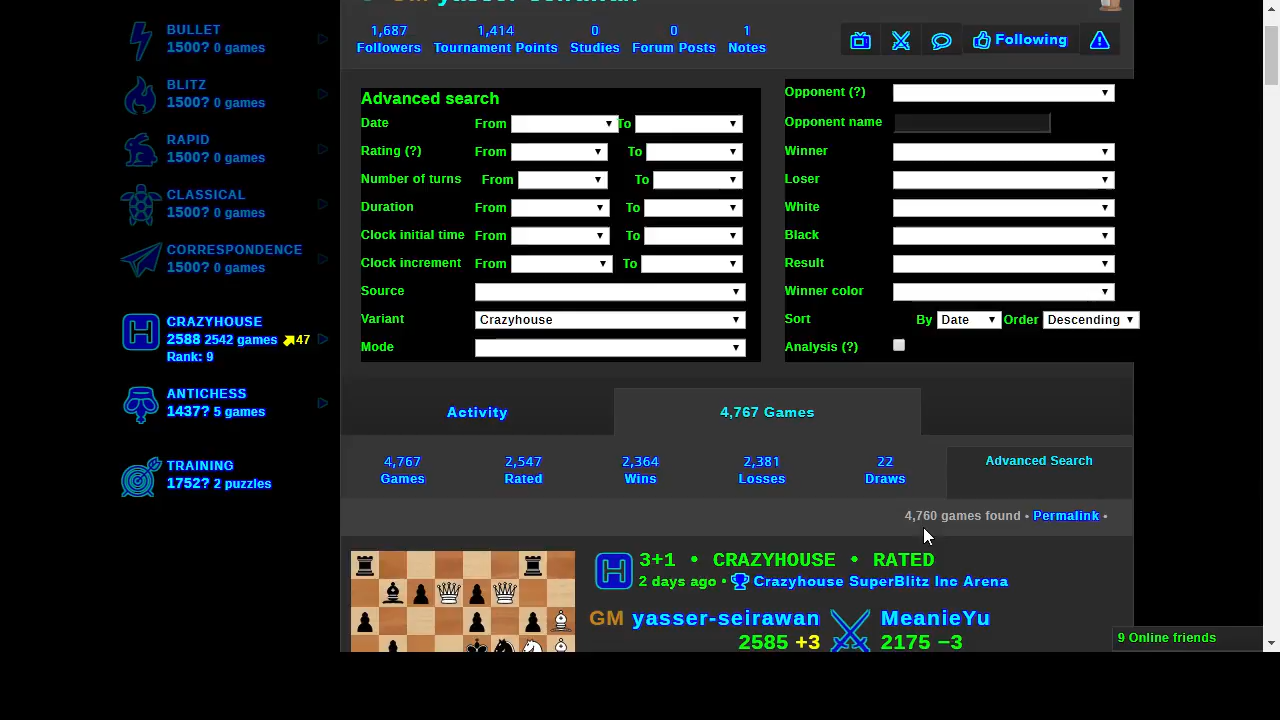 GM yasser-seirawan
1,687 1,414 0 0 1
Followers Tournament Points Studies Forum Posts Notes
Following
BULLET
1500? 0 games
BLITZ
1500? 0 games
RAPID
1500? 0 games
CLASSICAL
1500? 0 games
CORRESPONDENCE
1500? 0 games
CRAZYHOUSE
2588 2542 games 47
Rank: 9
ANTICHESS
1437? 5 games
TRAINING
1752? 2 puzzles
Advanced search
Date From To
Rating (?) From To
Number of turns From To
Duration From To
Clock initial time From To
Clock increment From To
Source
Variant Crazyhouse
Mode
Opponent (?)
Opponent name
Winner
Loser
White
Black
Result
Winner color
Sort By Date Order Descending
Analysis (?)
Activity 4,767 Games
4,767 2,547 2,364 2,381 22
Games Rated Wins Losses Draws
Advanced Search
4,760 games found • Permalink •
3+1 • CRAZYHOUSE • RATED
2 days ago • Crazyhouse SuperBlitz Inc Arena
GM yasser-seirawan MeanieYu
2585 +3 2175 −3
9 Online friends